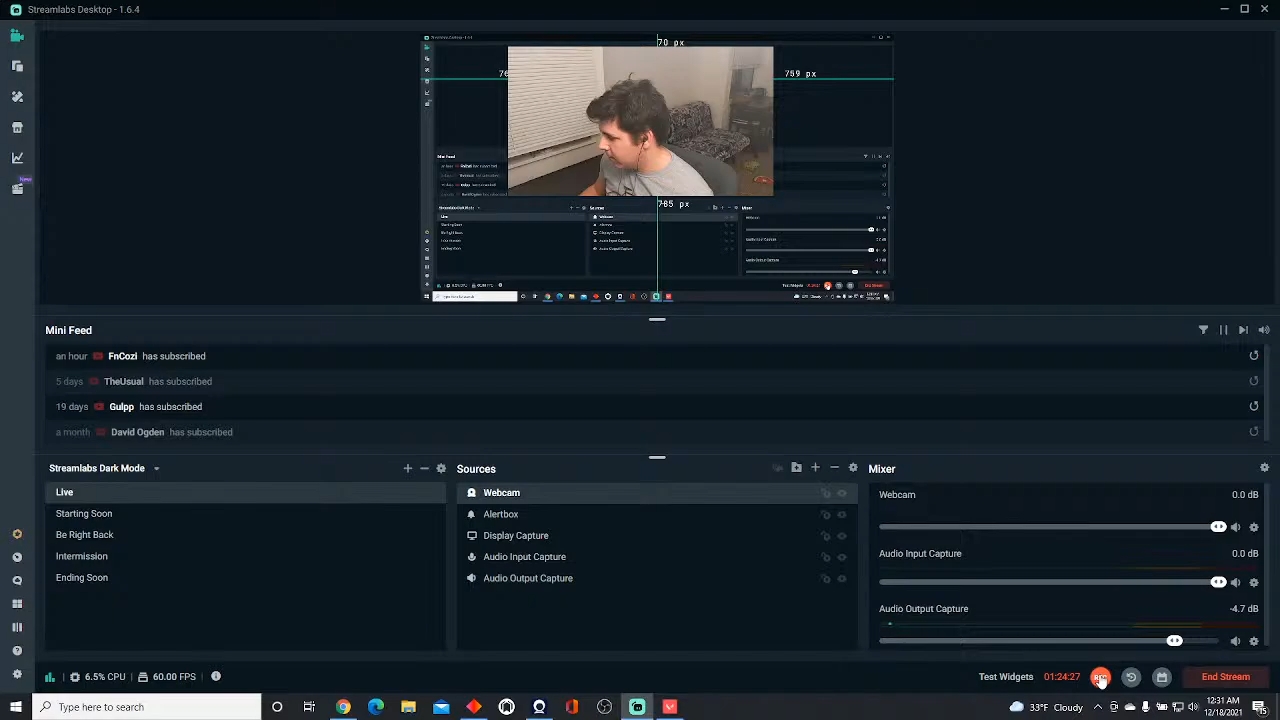 Streamlabs Desktop - 1.6.4
70 px
759 px
785 px
Mini Feed
an hour FnCozi has subscribed
5 days TheUsual has subscribed
19 days Gulpp has subscribed
a month David Ogden has subscribed
Streamlabs Dark Mode
Live
Starting Soon
Be Right Back
Intermission
Ending Soon
Sources
Webcam
Alertbox
Display Capture
Audio Input Capture
Audio Output Capture
Mixer
Webcam 0.0 dB
Audio Input Capture 0.0 dB
Audio Output Capture -4.7 dB
6.5% CPU 60.00 FPS
Test Widgets 01:24:27 End Stream
Type here to search
33°F Cloudy
12:31 AM
12/18/2021